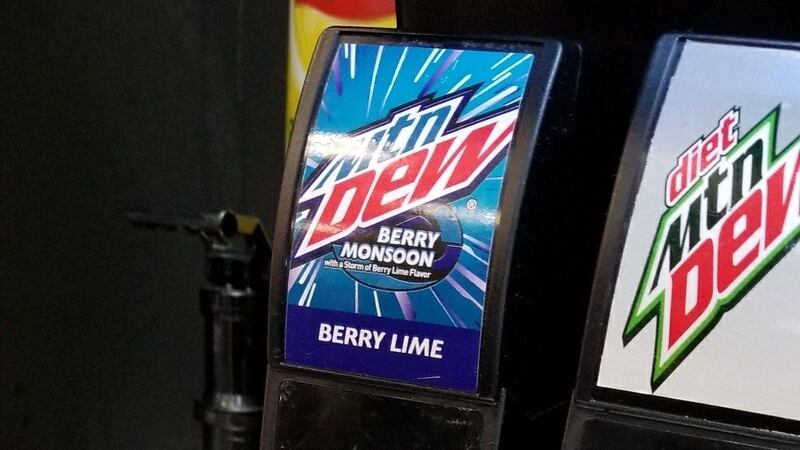 Mtn
Dew
®
BERRY
MONSOON
with a Storm of Berry Lime Flavor
BERRY LIME
diet
Mtn
Dew